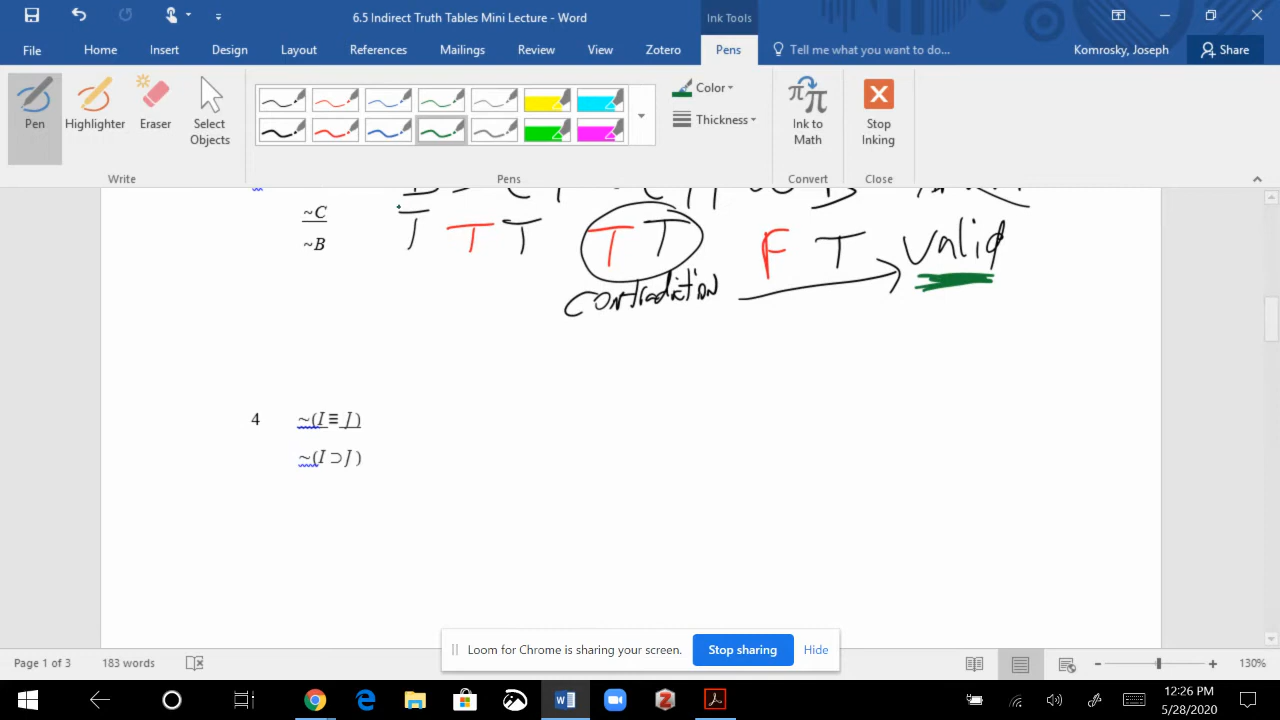 6.5 Indirect Truth Tables Mini Lecture - Word
Ink Tools
File Home Insert Design Layout References Mailings Review View Zotero Pens Tell me what you want to do... Komrosky, Joseph Share
Pen Highlighter Eraser Select Objects
Color
Thickness
Ink to Math
Stop Inking
Write Pens Convert Close
~C
~B
T T T T T F T valid
contradiction
4 ~(I ≡ J)
~(I ⊃ J)
Loom for Chrome is sharing your screen. Stop sharing Hide
Page 1 of 3 183 words 130%
12:26 PM
5/28/2020